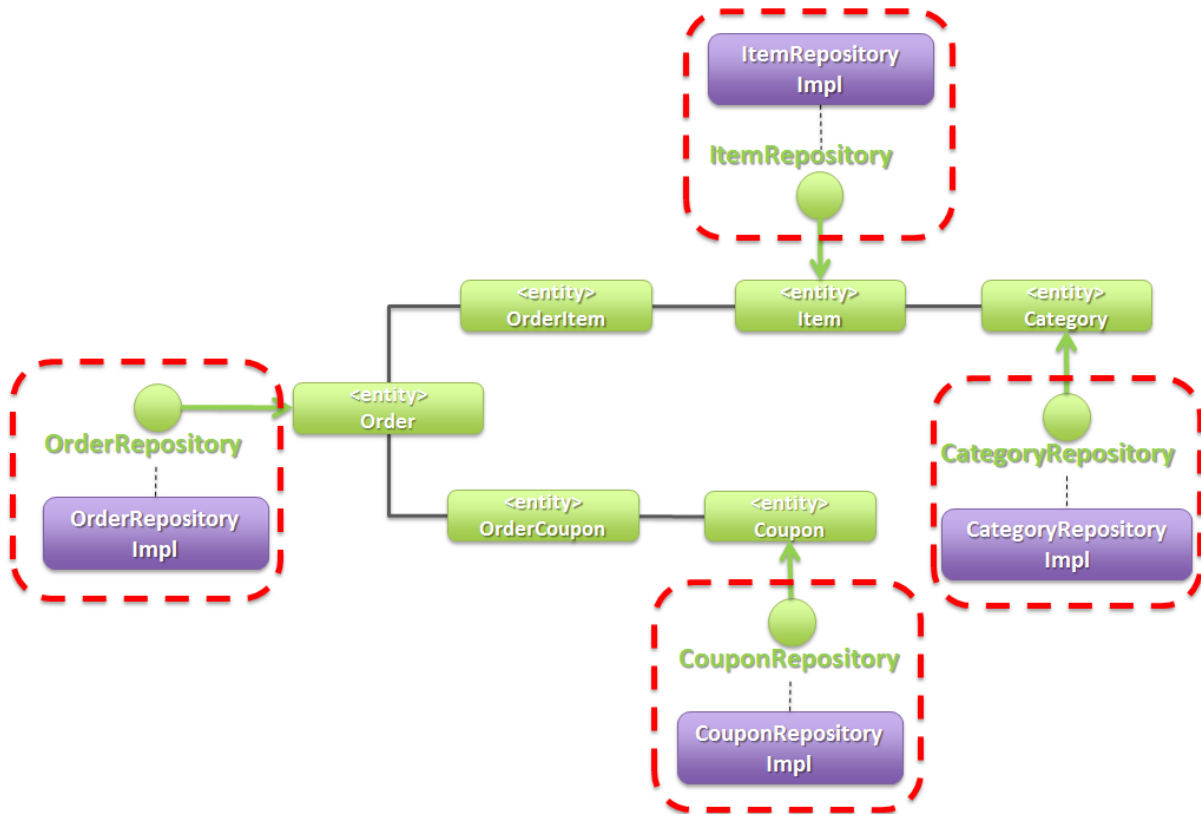 ItemRepository
Impl
ItemRepository
<entity>
OrderItem
<entity>
Item
<entity>
Category
<entity>
Order
OrderRepository
OrderRepository
Impl
CategoryRepository
CategoryRepository
Impl
<entity>
OrderCoupon
<entity>
Coupon
CouponRepository
CouponRepository
Impl